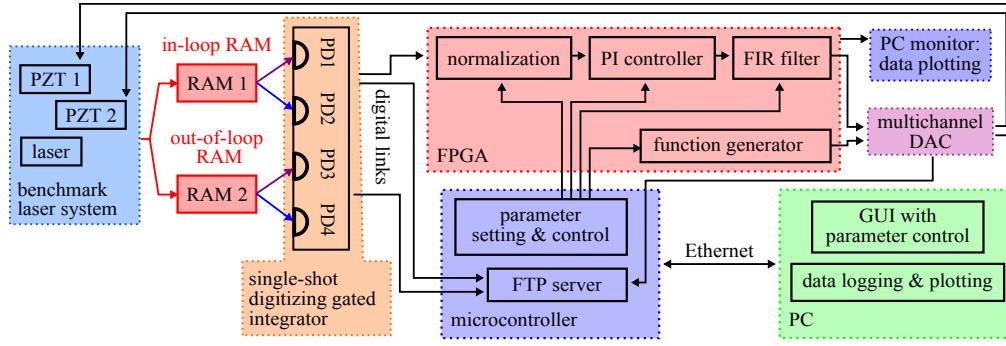 PZT 1
PZT 2
laser
benchmark
laser system
in-loop RAM
RAM 1
out-of-loop
RAM
RAM 2
PD1
PD2
PD3
PD4
single-shot
digitizing gated
integrator
digital links
normalization
PI controller
FIR filter
function generator
FPGA
PC monitor:
data plotting
multichannel
DAC
parameter
setting & control
FTP server
microcontroller
Ethernet
GUI with
parameter control
data logging & plotting
PC